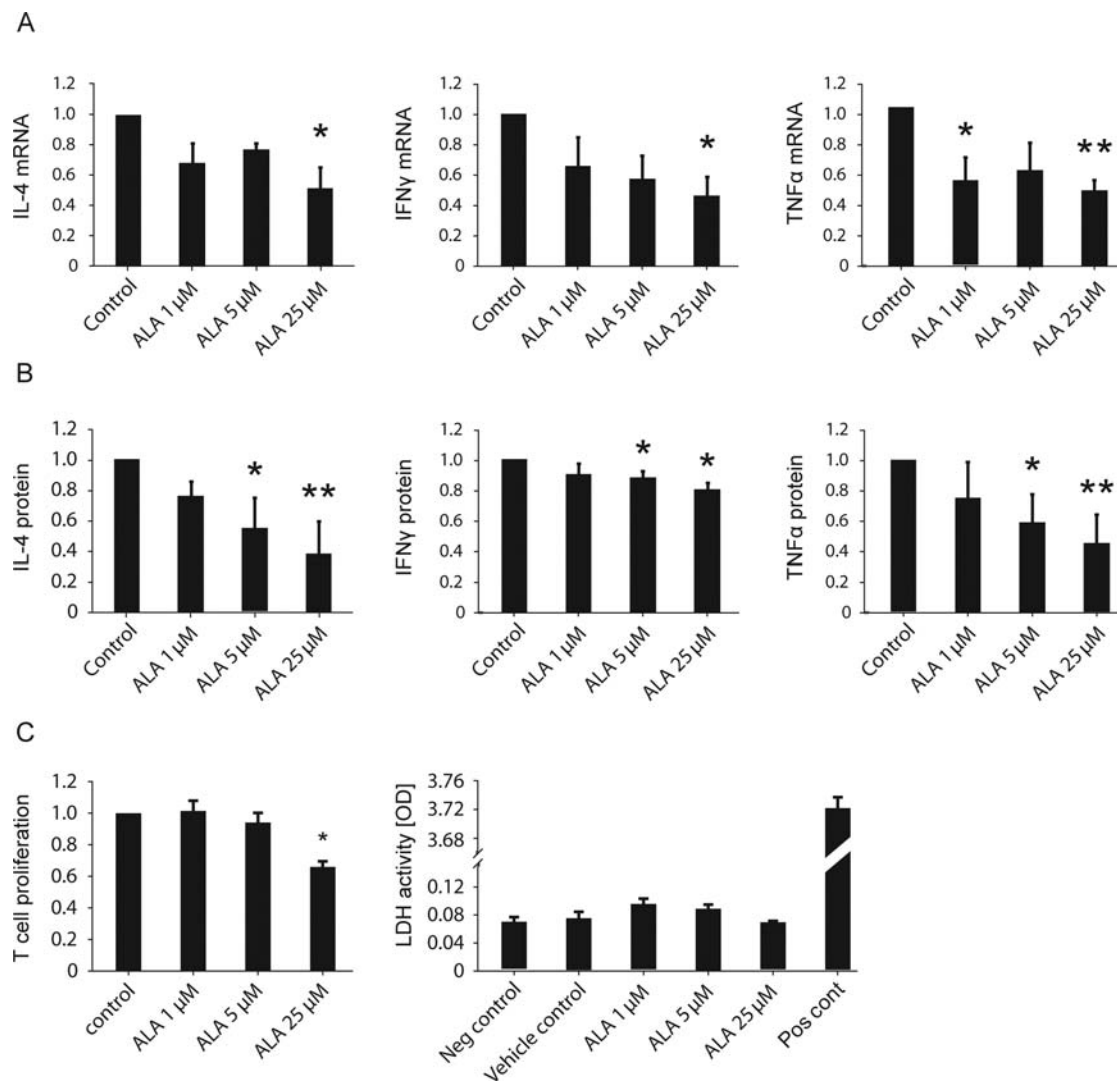 A
IL-4 mRNA
1.2
1.0
0.8
0.6
0.4
0.2
0
*
Control
ALA 1 μM
ALA 5 μM
ALA 25 μM
IFNγ mRNA
1.2
1.0
0.8
0.6
0.4
0.2
0
*
Control
ALA 1 μM
ALA 5 μM
ALA 25 μM
TNFα mRNA
1.2
1.0
0.8
0.6
0.4
0.2
0
*
**
Control
ALA 1 μM
ALA 5 μM
ALA 25 μM
B
IL-4 protein
1.2
1.0
0.8
0.6
0.4
0.2
0
*
**
Control
ALA 1 μM
ALA 5 μM
ALA 25 μM
IFNγ protein
1.2
1.0
0.8
0.6
0.4
0.2
0
*
*
Control
ALA 1 μM
ALA 5 μM
ALA 25 μM
TNFα protein
1.2
1.0
0.8
0.6
0.4
0.2
0
*
**
Control
ALA 1 μM
ALA 5 μM
ALA 25 μM
C
T cell proliferation
1.2
1.0
0.8
0.6
0.4
0.2
0
*
control
ALA 1 μM
ALA 5 μM
ALA 25 μM
LDH activity [OD]
3.76
3.72
3.68
0.12
0.08
0.04
0
Neg control
Vehicle control
ALA 1 μM
ALA 5 μM
ALA 25 μM
Pos cont